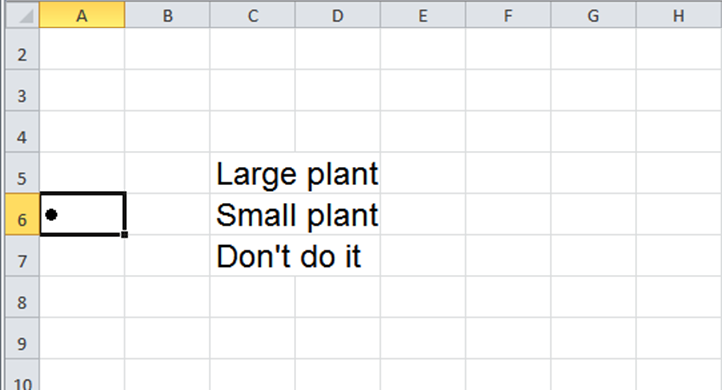 A B C D E F G H
2
3
4
5 Large plant
6 • Small plant
7 Don't do it
8
9
10